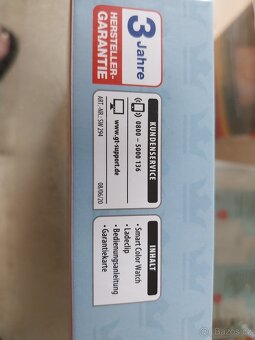 3 Jahre
HERSTELLER-
GARANTIE
KUNDENSERVICE
0800 – 5000 136
www.gt-support.de
ART.-NR.: SW 294
08/06/20
INHALT
• Smart Color Watch
• Ladeclip
• Bedienungsanleitung
• Garantiekarte